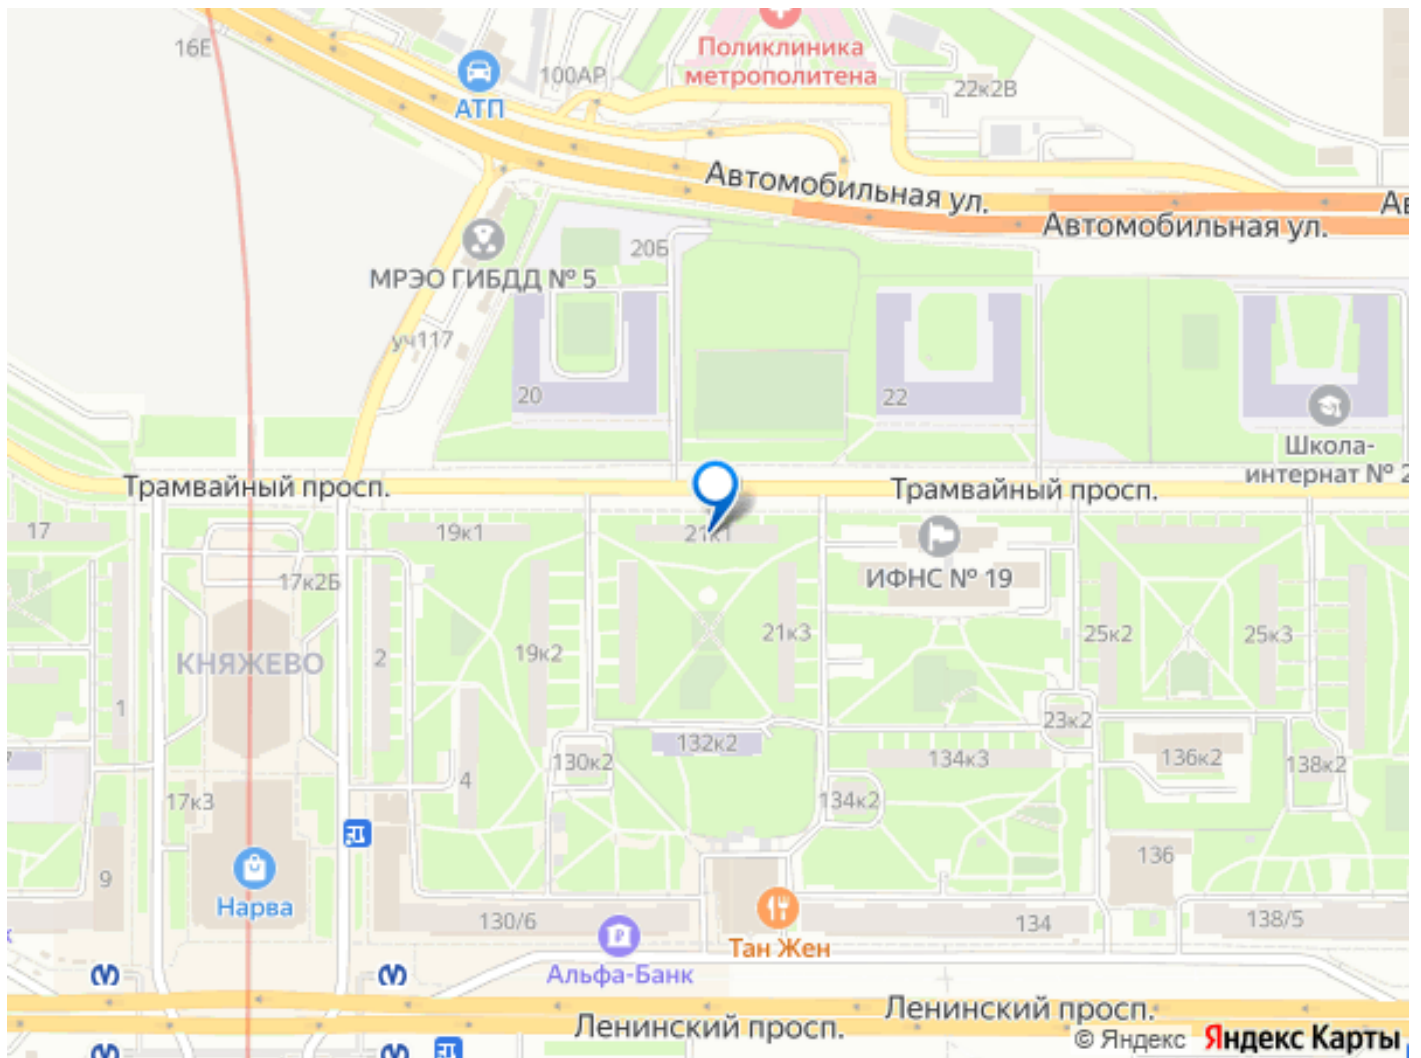 16Е
АТП
100АР
Поликлиника
метрополитена
22к2В
Автомобильная ул.
Автомобильная ул.
Ав
20Б
МРЭО ГИБДД № 5
уч117
20
22
Школа-
интернат № 2
Трамвайный просп.
Трамвайный просп.
17
19к1
21к1
ИФНС № 19
17к2Б
КНЯЖЕВО
2
19к2
21к3
25к2
25к3
1
23к2
132к2
130к2
134к3
136к2
138к2
4
17к3
134к2
136
9
Нарва
130/6
134
138/5
Тан Жен
Альфа-Банк
Ленинский просп.
Ленинский просп.
© Яндекс Яндекс Карты